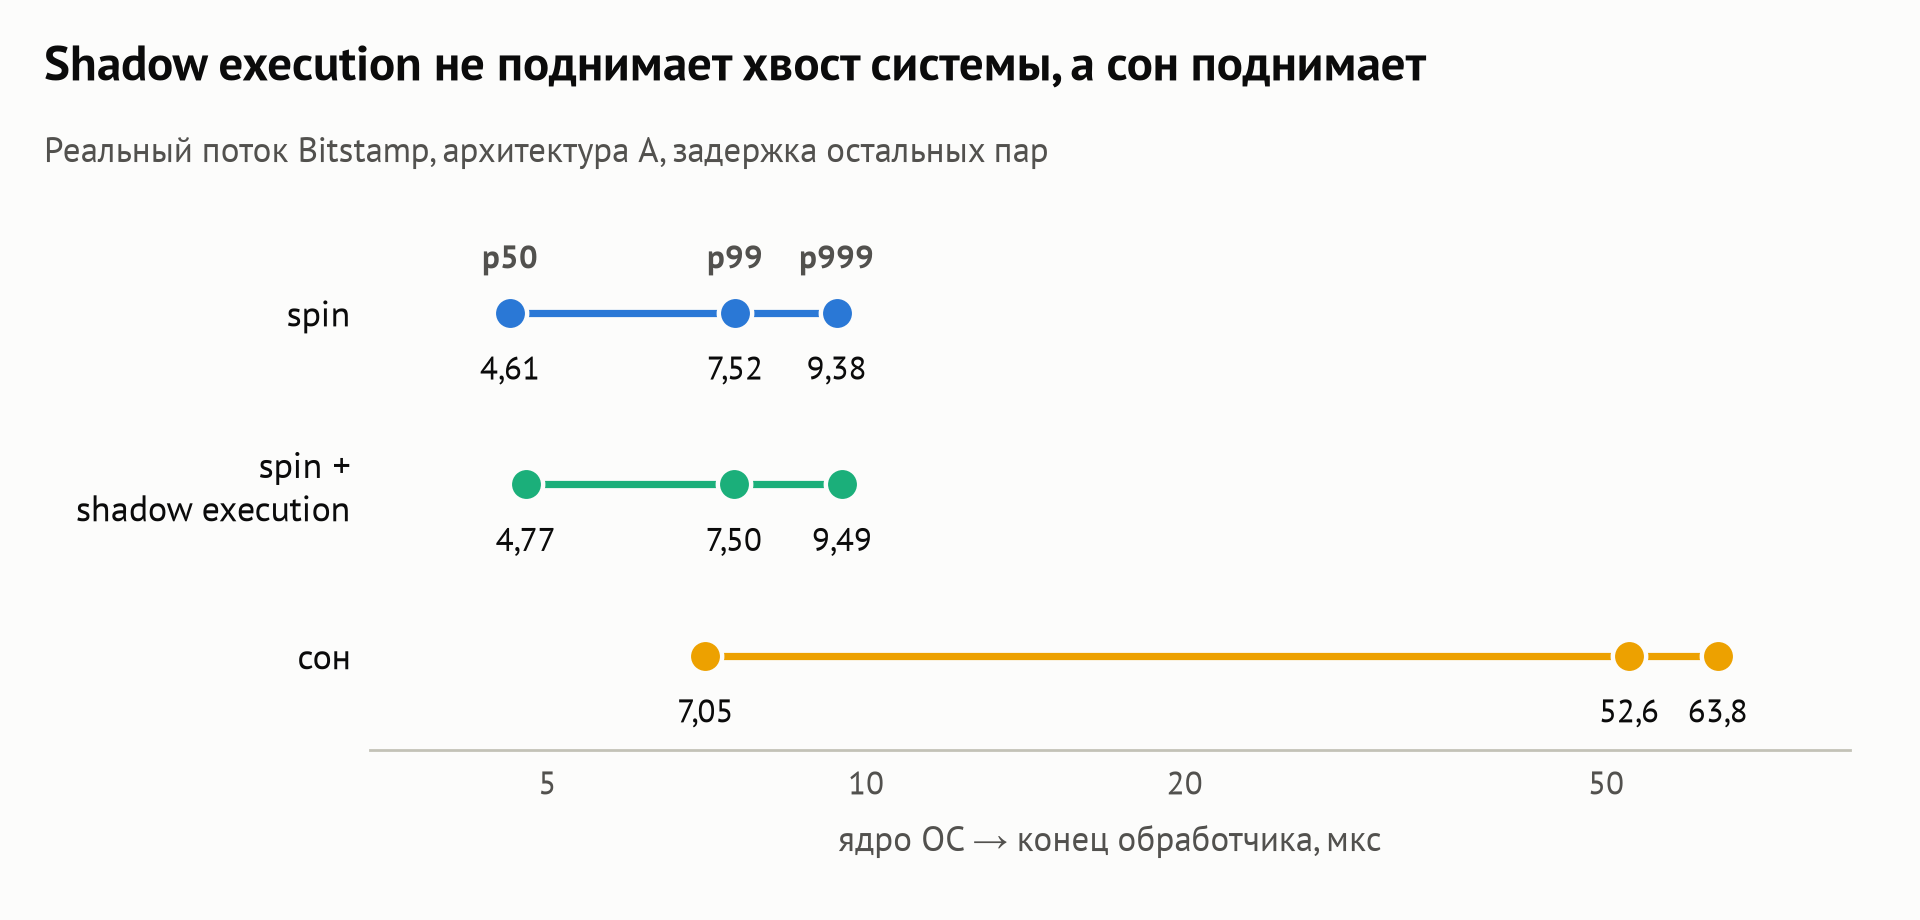 Shadow execution не поднимает хвост системы, а сон поднимает
Реальный поток Bitstamp, архитектура A, задержка остальных пар
p50 p99 p999
spin
4,61 7,52 9,38
spin +
shadow execution
4,77 7,50 9,49
сон
7,05 52,6 63,8
5 10 20 50
ядро ОС → конец обработчика, мкс